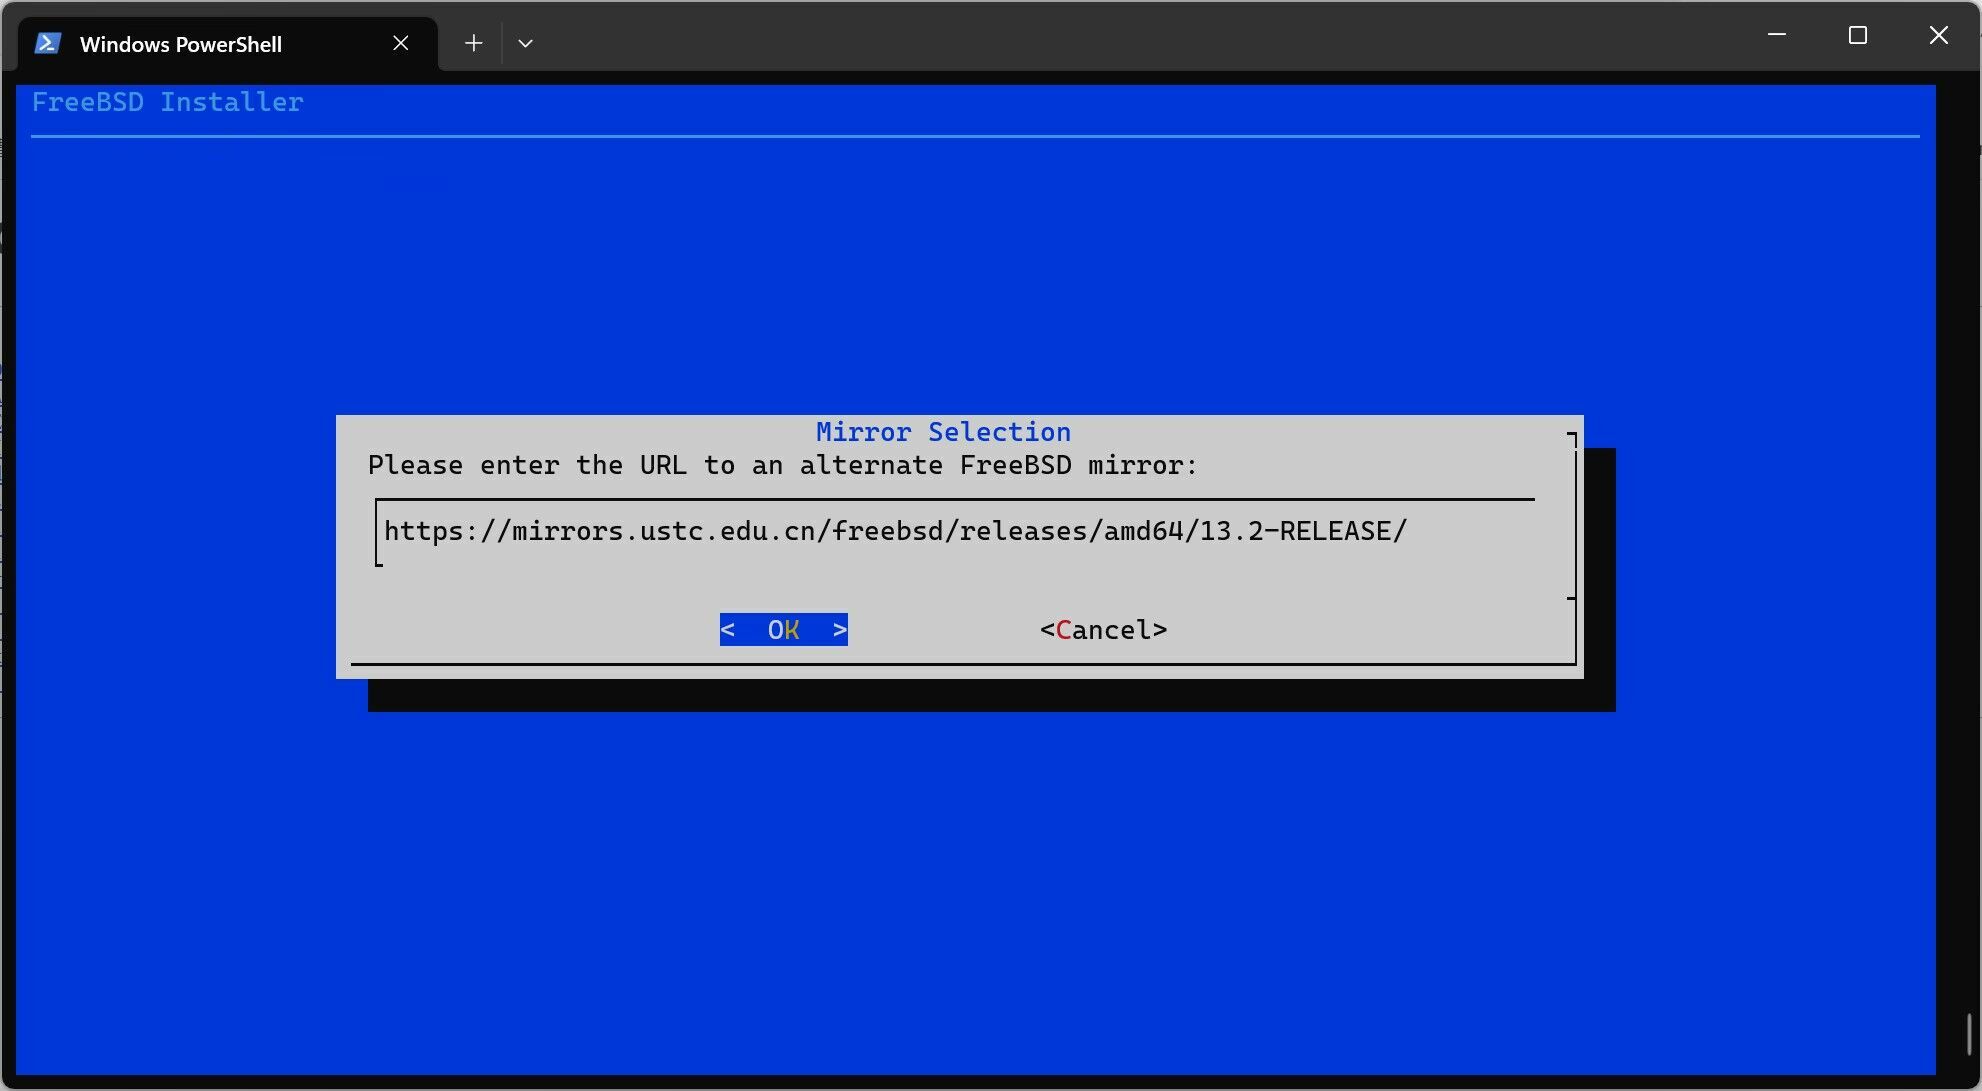 Windows PowerShell
FreeBSD Installer
Mirror Selection
Please enter the URL to an alternate FreeBSD mirror:
https://mirrors.ustc.edu.cn/freebsd/releases/amd64/13.2-RELEASE/
<  OK  > <Cancel>